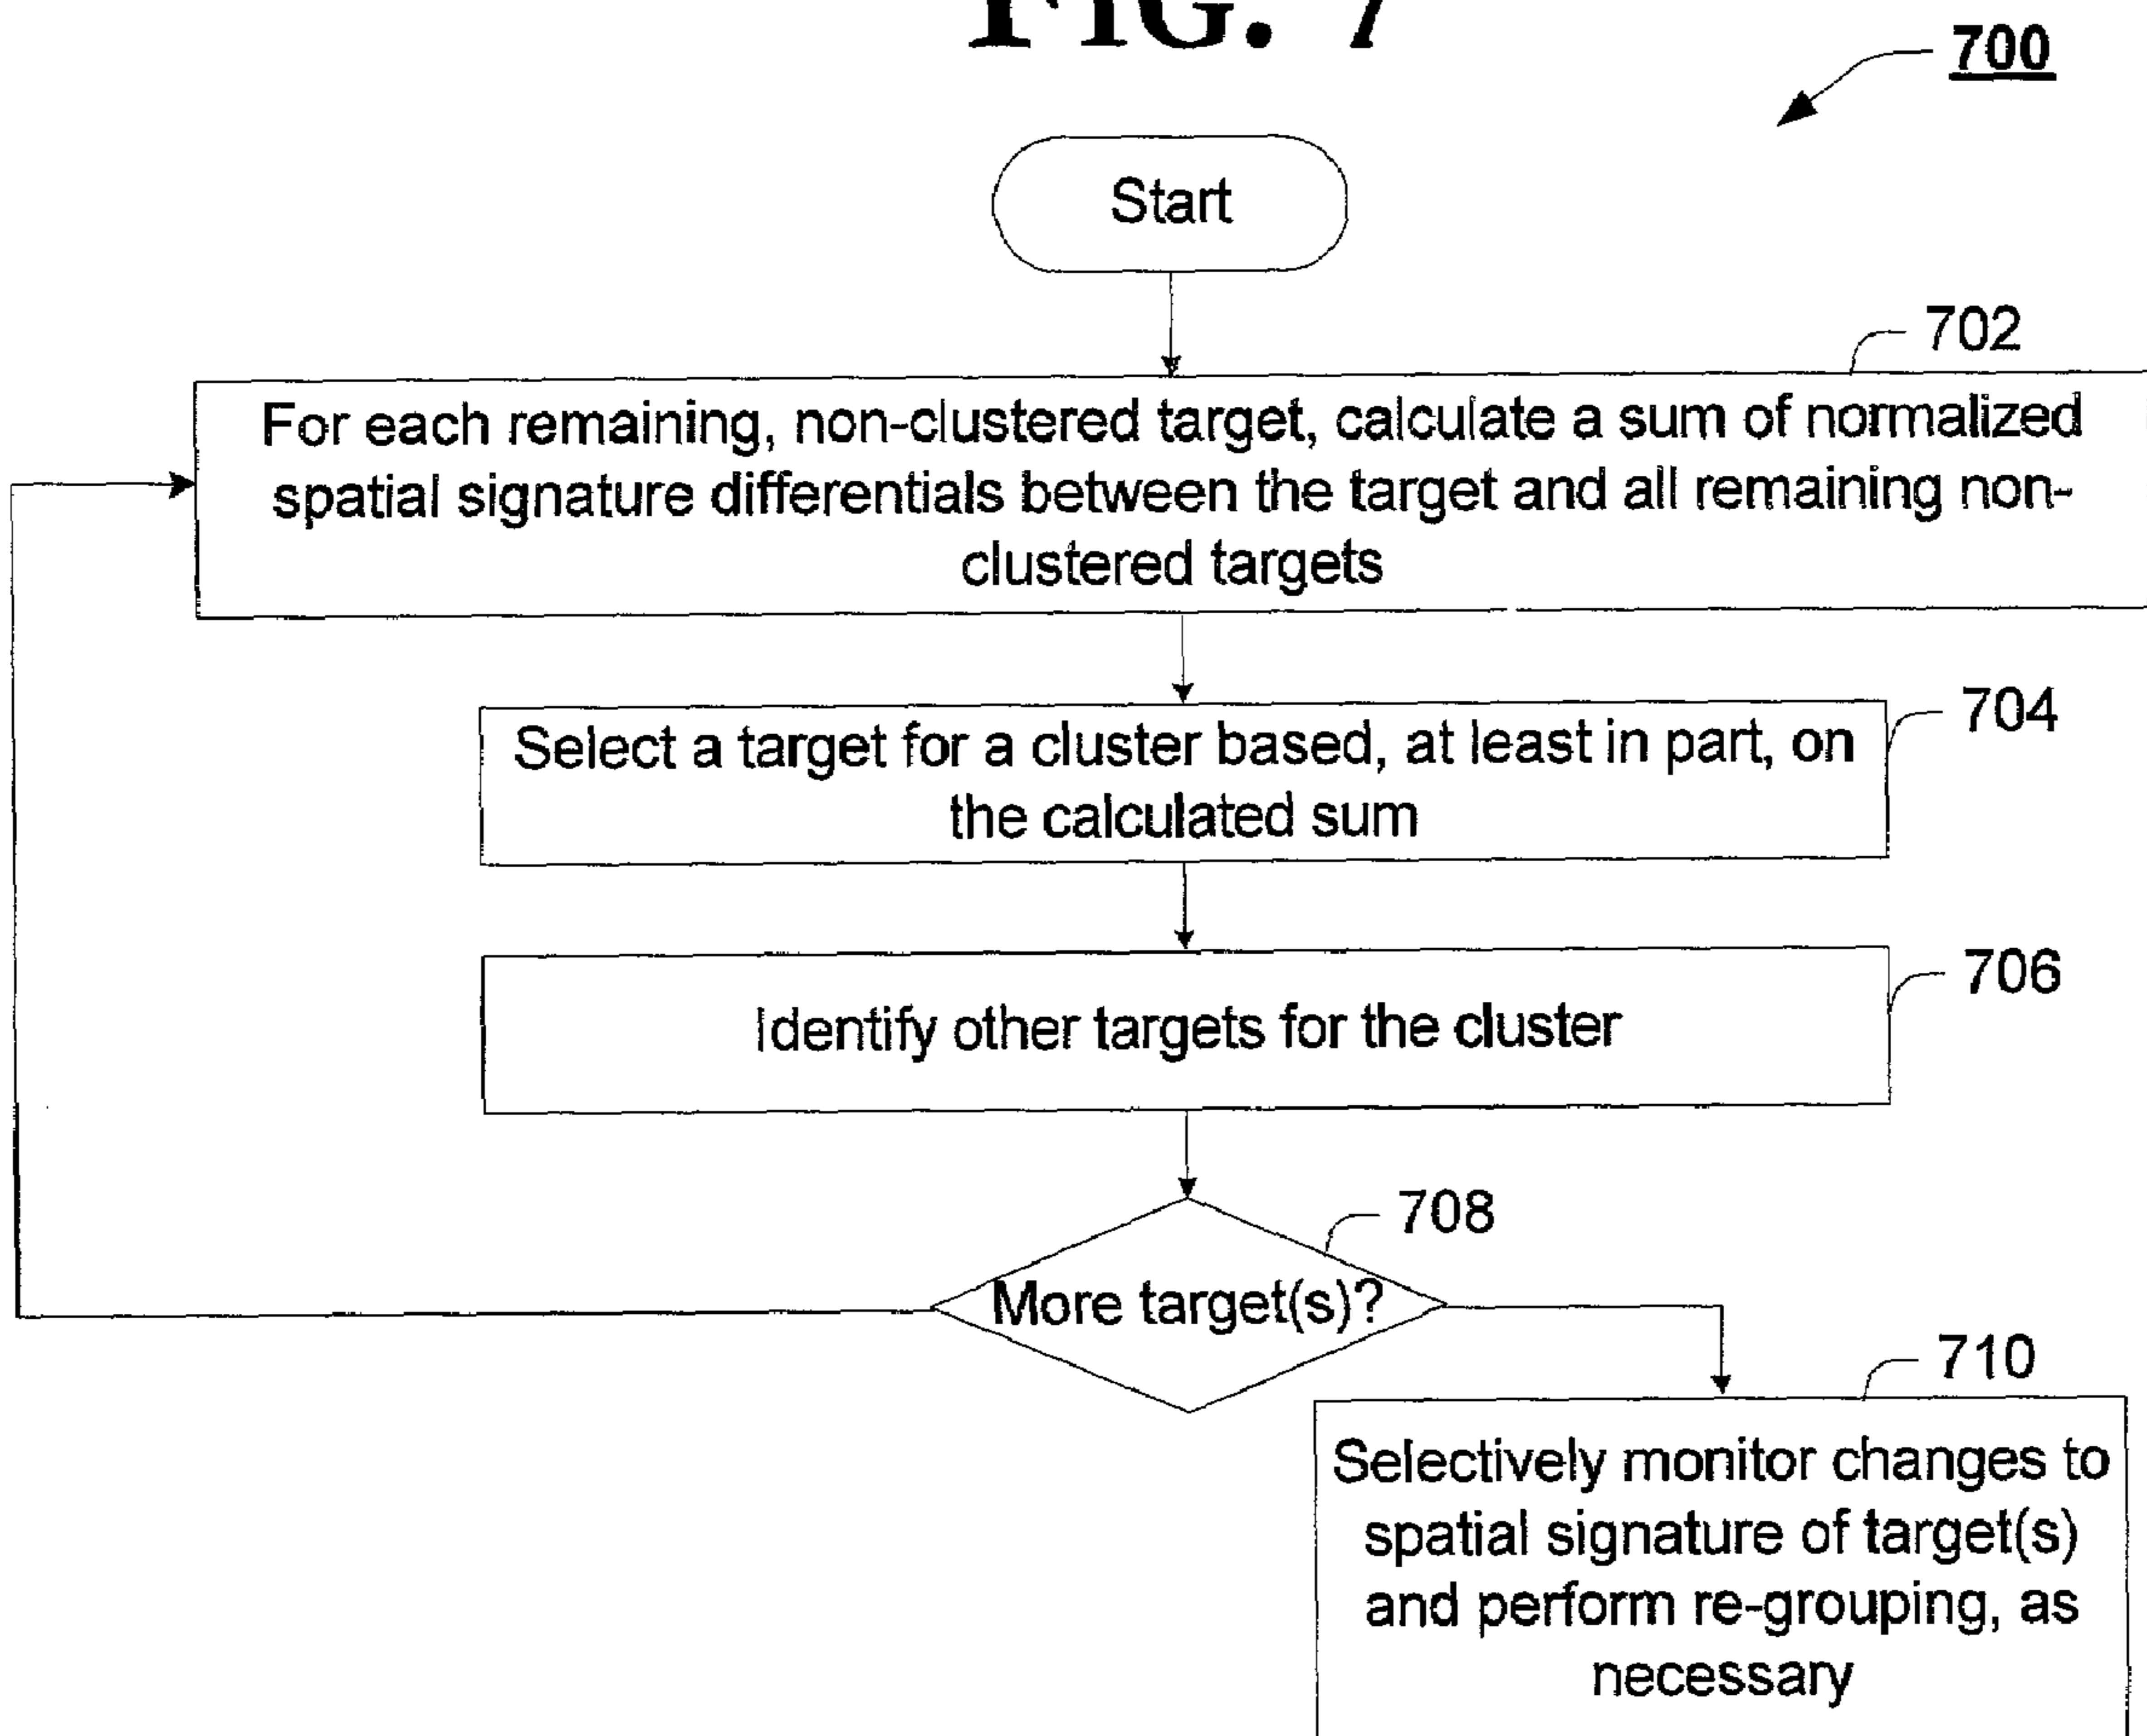 FIG. 7
700
Start
702
For each remaining, non-clustered target, calculate a sum of normalized
spatial signature differentials between the target and all remaining non-
clustered targets
704
Select a target for a cluster based, at least in part, on
the calculated sum
706
Identify other targets for the cluster
708
More target(s)?
710
Selectively monitor changes to
spatial signature of target(s)
and perform re-grouping, as
necessary